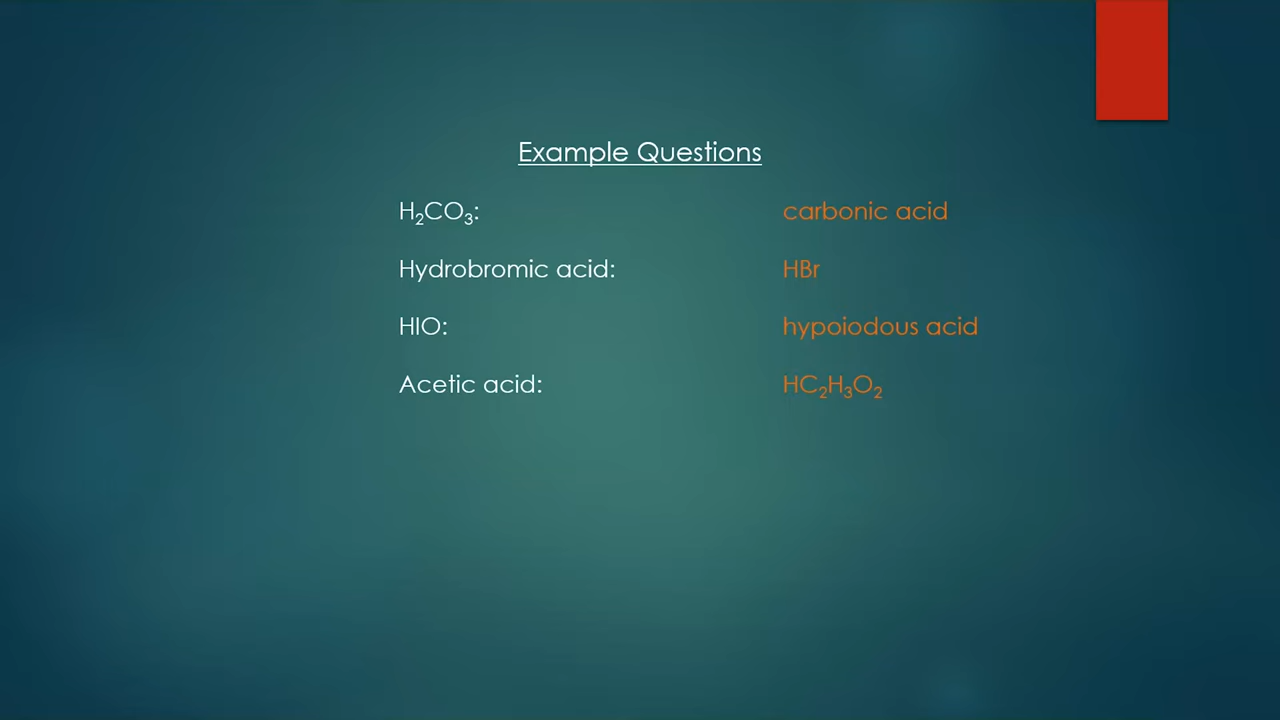 Example Questions
H₂CO₃: carbonic acid
Hydrobromic acid: HBr
HIO: hypoiodous acid
Acetic acid: HC₂H₃O₂